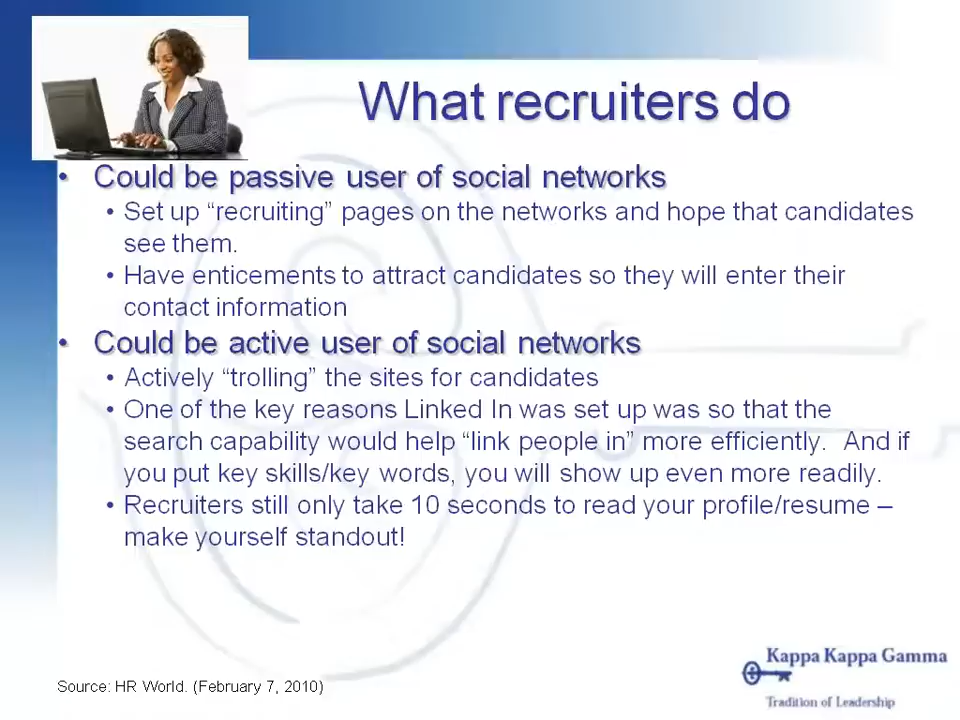 What recruiters do
• Could be passive user of social networks
• Set up “recruiting” pages on the networks and hope that candidates
see them.
• Have enticements to attract candidates so they will enter their
contact information
• Could be active user of social networks
• Actively “trolling” the sites for candidates
• One of the key reasons Linked In was set up was so that the
search capability would help “link people in” more efficiently.  And if
you put key skills/key words, you will show up even more readily.
• Recruiters still only take 10 seconds to read your profile/resume –
make yourself standout!
Kappa Kappa Gamma
Tradition of Leadership
Source: HR World. (February 7, 2010)